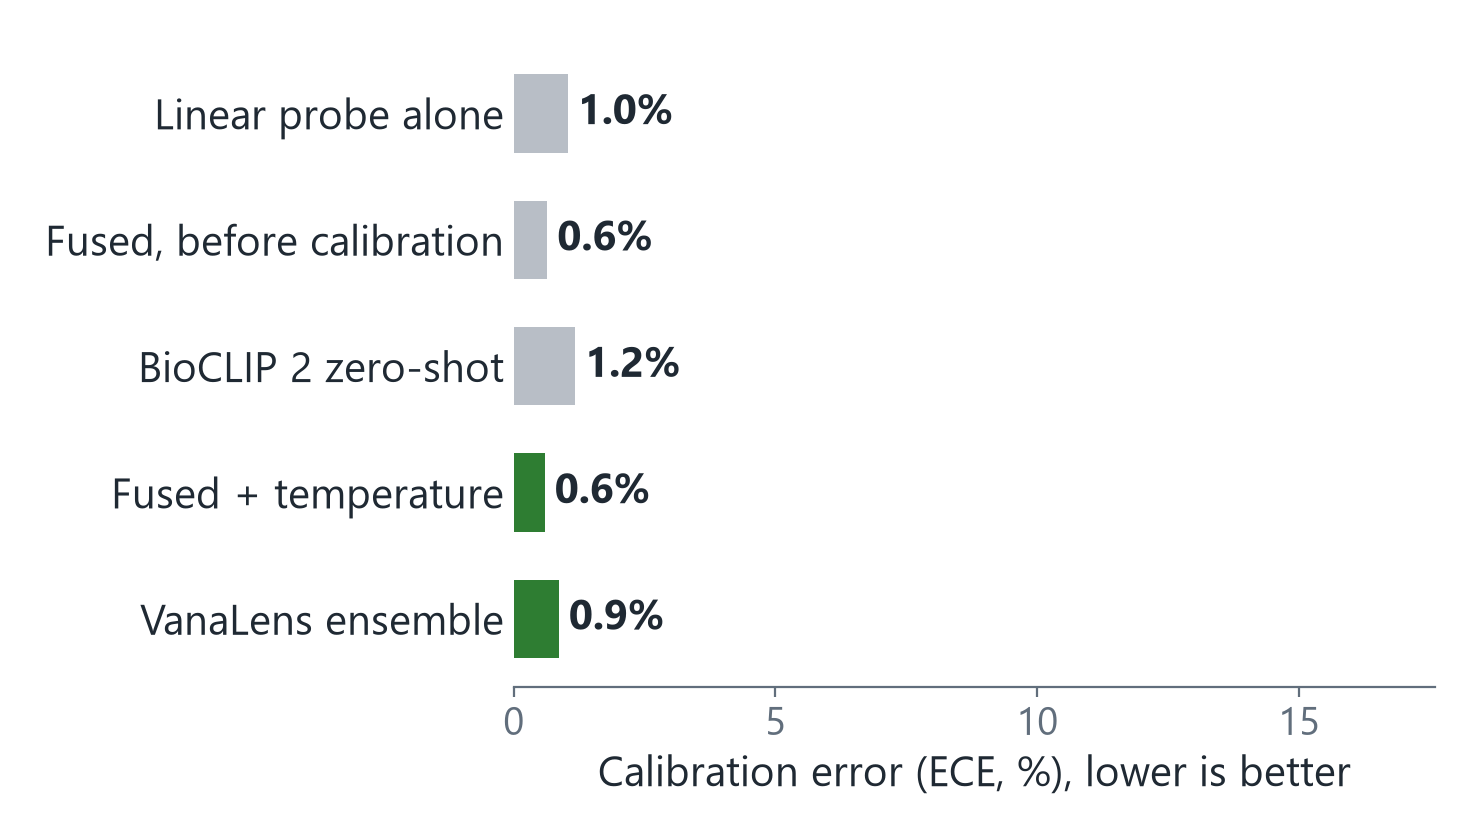 Linear probe alone 1.0%
Fused, before calibration 0.6%
BioCLIP 2 zero-shot 1.2%
Fused + temperature 0.6%
VanaLens ensemble 0.9%
0 5 10 15
Calibration error (ECE, %), lower is better